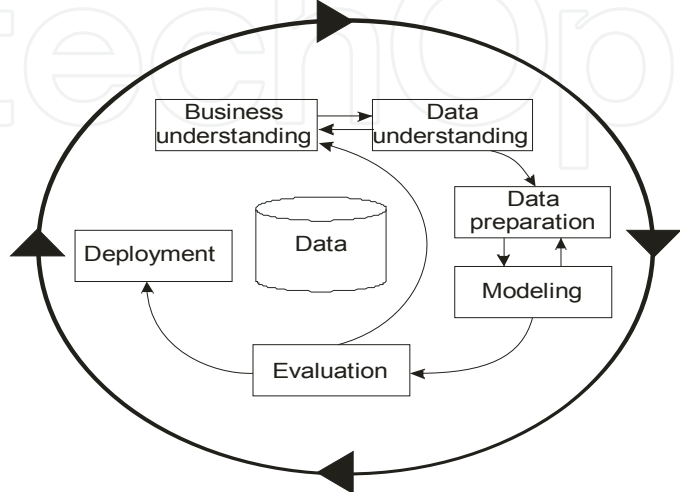 Business
understanding
Data
understanding
Data
preparation
Deployment
Data
Modeling
Evaluation